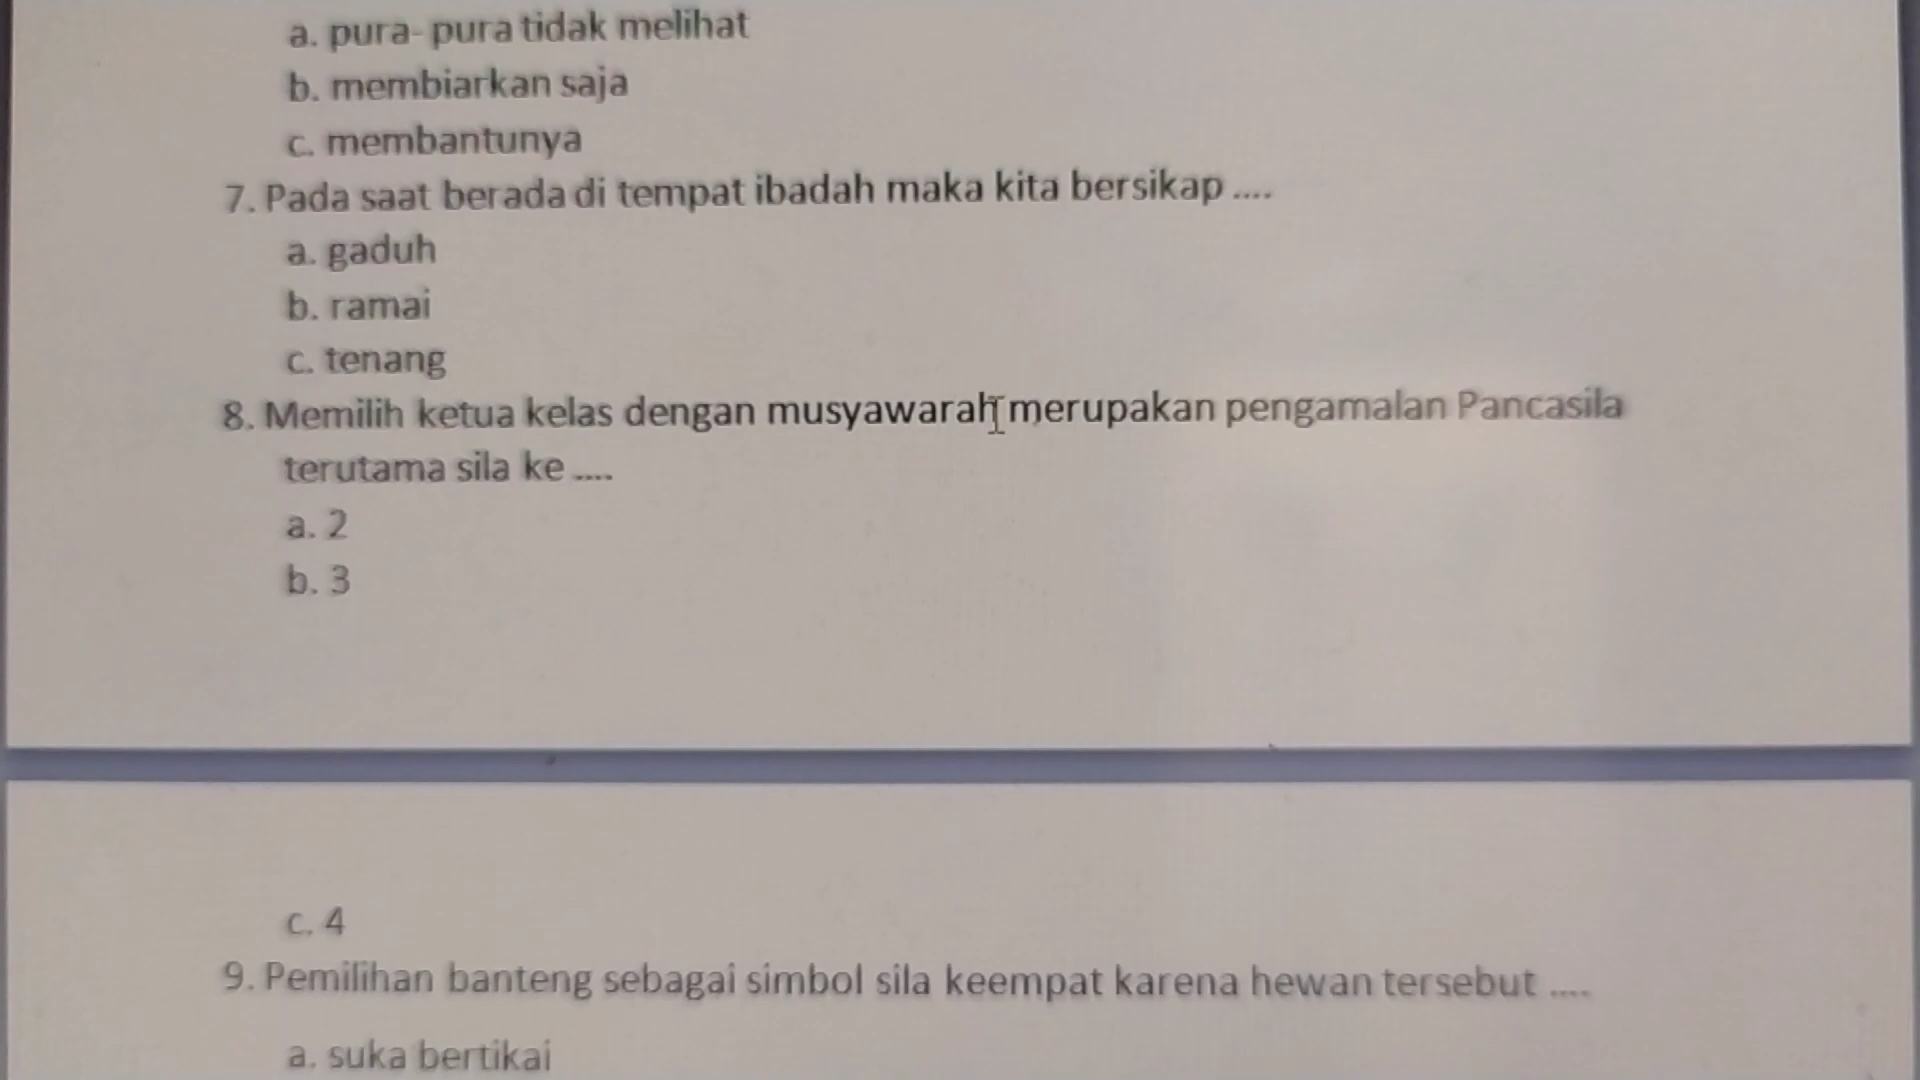 a. pura- pura tidak melihat
b. membiarkan saja
c. membantunya
7. Pada saat berada di tempat ibadah maka kita bersikap ....
a. gaduh
b. ramai
c. tenang
8. Memilih ketua kelas dengan musyawarah merupakan pengamalan Pancasila
terutama sila ke ....
a. 2
b. 3
c. 4
9. Pemilihan banteng sebagai simbol sila keempat karena hewan tersebut ....
a. suka bertikai